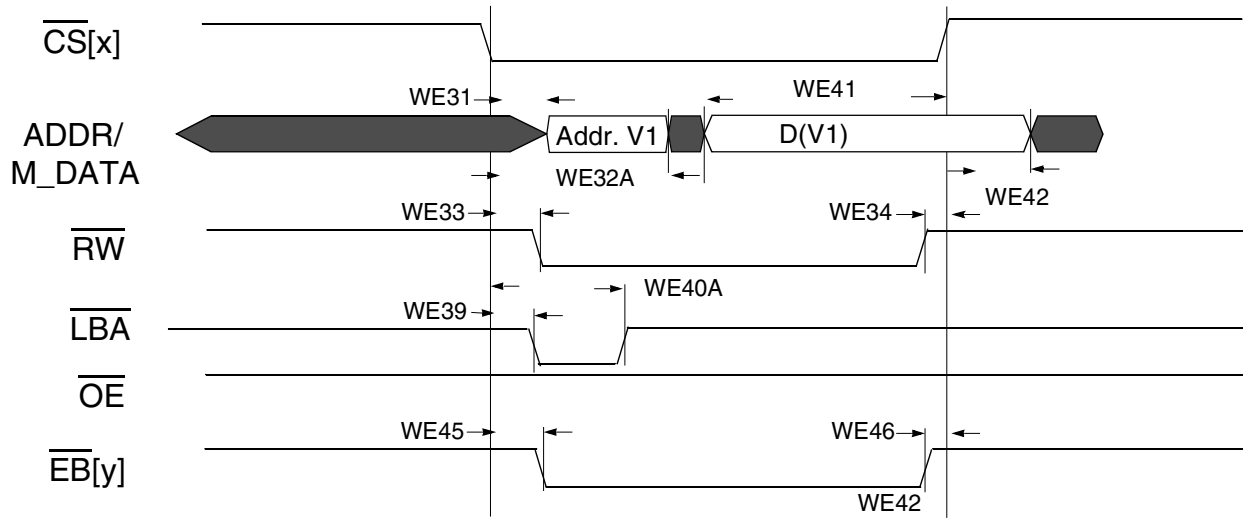 CS[x]
WE31
WE41
ADDR/
M_DATA
Addr. V1
D(V1)
WE32A
WE42
WE33
WE34
RW
WE40A
WE39
LBA
OE
WE45
WE46
EB[y]
WE42